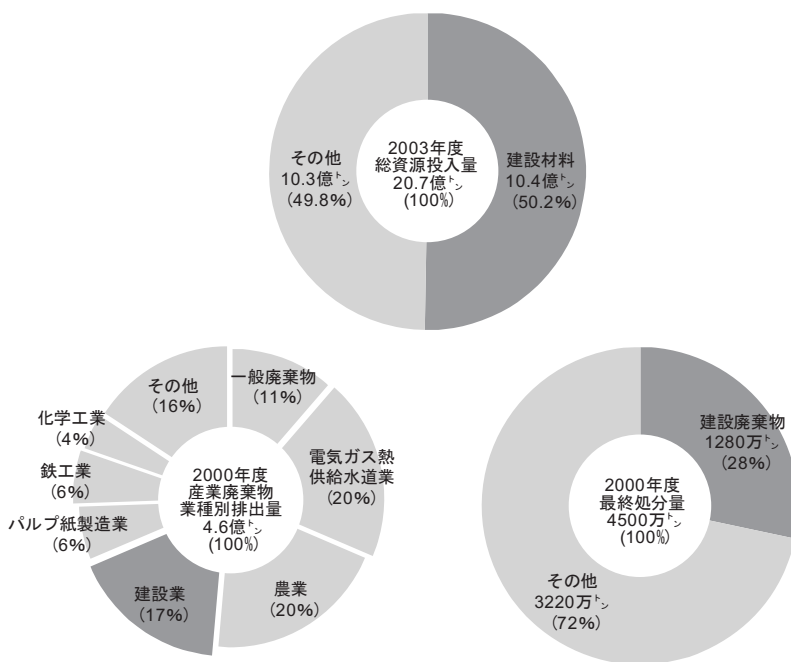 2003年度
総資源投入量
20.7億トン
(100%)
その他
10.3億トン
(49.8%)
建設材料
10.4億トン
(50.2%)
2000年度
産業廃棄物
業種別排出量
4.6億トン
(100%)
一般廃棄物
(11%)
電気ガス熱
供給水道業
(20%)
農業
(20%)
建設業
(17%)
パルプ紙製造業
(6%)
鉄工業
(6%)
化学工業
(4%)
その他
(16%)
2000年度
最終処分量
4500万トン
(100%)
建設廃棄物
1280万トン
(28%)
その他
3220万トン
(72%)